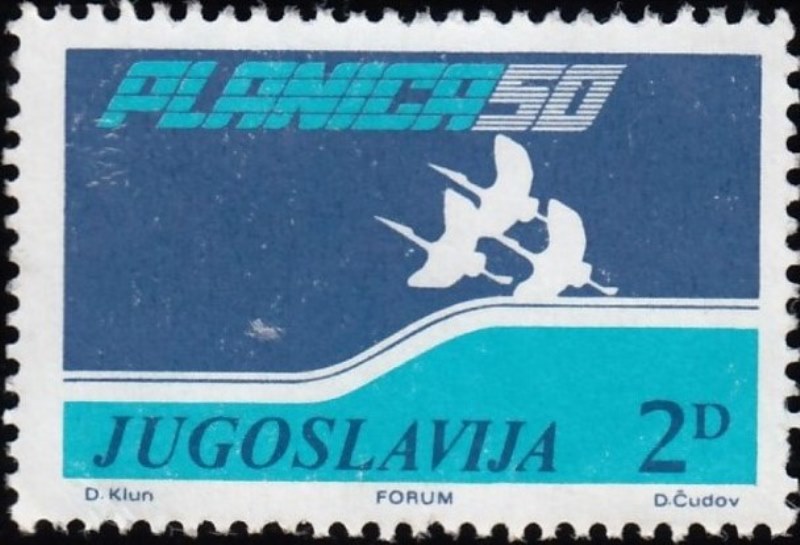 PLANICA50
JUGOSLAVIJA 2D
D. Klun FORUM D.Čudov